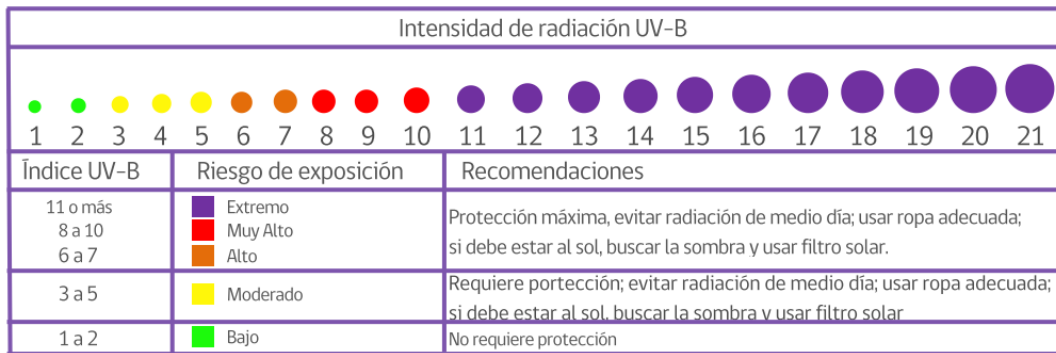 Intensidad de radiación UV-B
1 2 3 4 5 6 7 8 9 10 11 12 13 14 15 16 17 18 19 20 21
Índice UV-B Riesgo de exposición Recomendaciones
11 o más Extremo
8 a 10 Muy Alto
6 a 7 Alto
Protección máxima, evitar radiación de medio día; usar ropa adecuada;
si debe estar al sol, buscar la sombra y usar filtro solar.
3 a 5 Moderado
Requiere portección; evitar radiación de medio día; usar ropa adecuada;
si debe estar al sol, buscar la sombra y usar filtro solar
1 a 2 Bajo No requiere protección